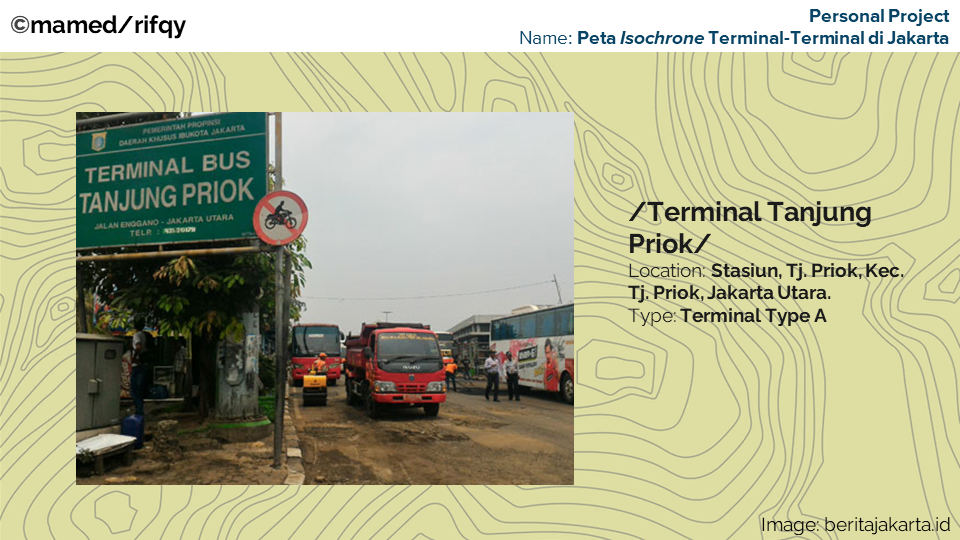 ©mamed/rifqy
Personal Project
Name: Peta Isochrone Terminal-Terminal di Jakarta
PEMERINTAH PROPINSI
DAERAH KHUSUS IBUKOTA JAKARTA
TERMINAL BUS
TANJUNG PRIOK
JALAN ENGGANO - JAKARTA UTARA
TELP. :
/Terminal Tanjung
Priok/
Location: Stasiun, Tj. Priok, Kec.
Tj. Priok, Jakarta Utara.
Type: Terminal Type A
ISUZU
Image: beritajakarta.id